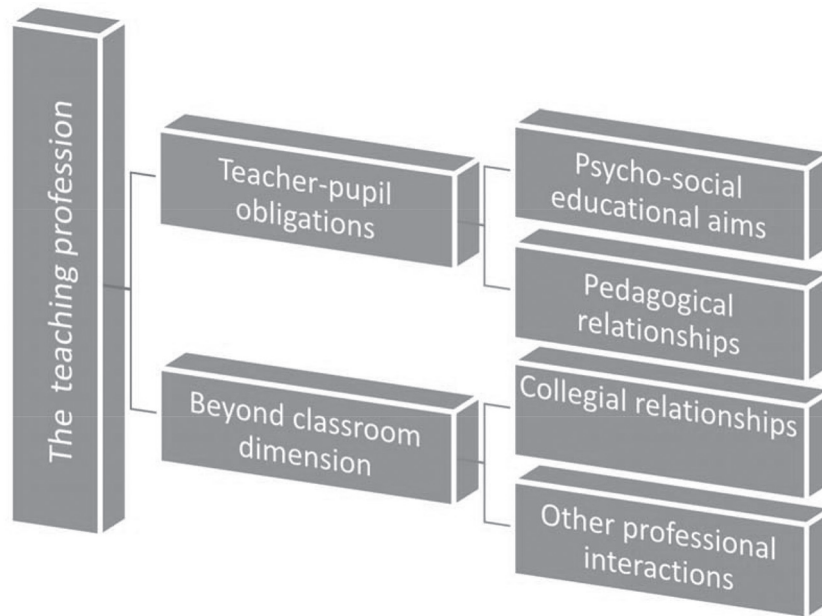 The teaching profession
Teacher-pupil
obligations
Psycho-social
educational aims
Pedagogical
relationships
Beyond classroom
dimension
Collegial relationships
Other professional
interactions